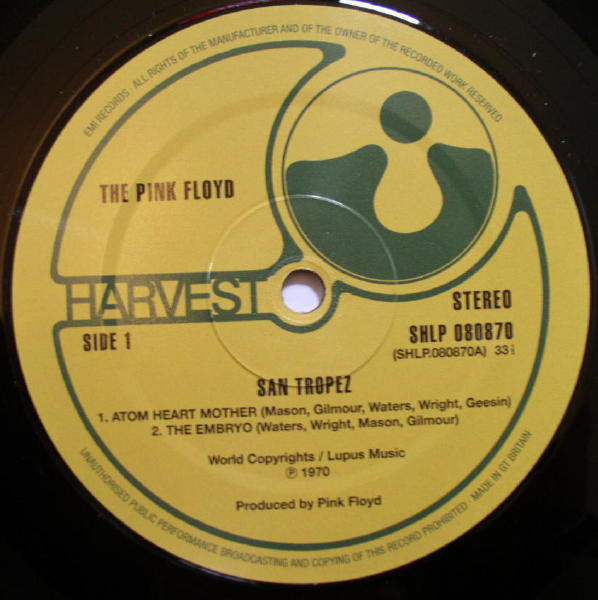 EMI RECORDS · ALL RIGHTS OF THE MANUFACTURER AND OF THE OWNER OF THE RECORDED WORK RESERVED
THE PINK FLOYD
HARVEST
STEREO
SIDE 1
SHLP 080870
(SHLP.080870A) 33⅓
SAN TROPEZ
1. ATOM HEART MOTHER (Mason, Gilmour, Waters, Wright, Geesin)
2. THE EMBRYO (Waters, Wright, Mason, Gilmour)
World Copyrights / Lupus Music
Ⓟ 1970
Produced by Pink Floyd
UNAUTHORISED PUBLIC PERFORMANCE BROADCASTING AND COPYING OF THIS RECORD PROHIBITED · MADE IN GT BRITAIN